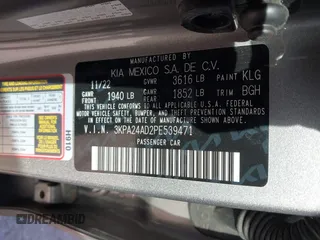 MANUFACTURED BY
KIA MEXICO S.A. DE C.V.
11/22 GVWR 3616 LB PAINT KLG
GAWR FRONT 1940 LB GAWR REAR 1852 LB TRIM BGH
THIS VEHICLE CONFORMS TO ALL APPLICABLE U.S. FEDERAL
MOTOR VEHICLE SAFETY, BUMPER, AND THEFT PREVENTION
STANDARDS IN EFFECT ON THE DATE OF MANUFACTURE SHOWN ABOVE.
V.I.N. 3KPA24AD2PE539471
PASSENGER CAR
H910
DREAMBID